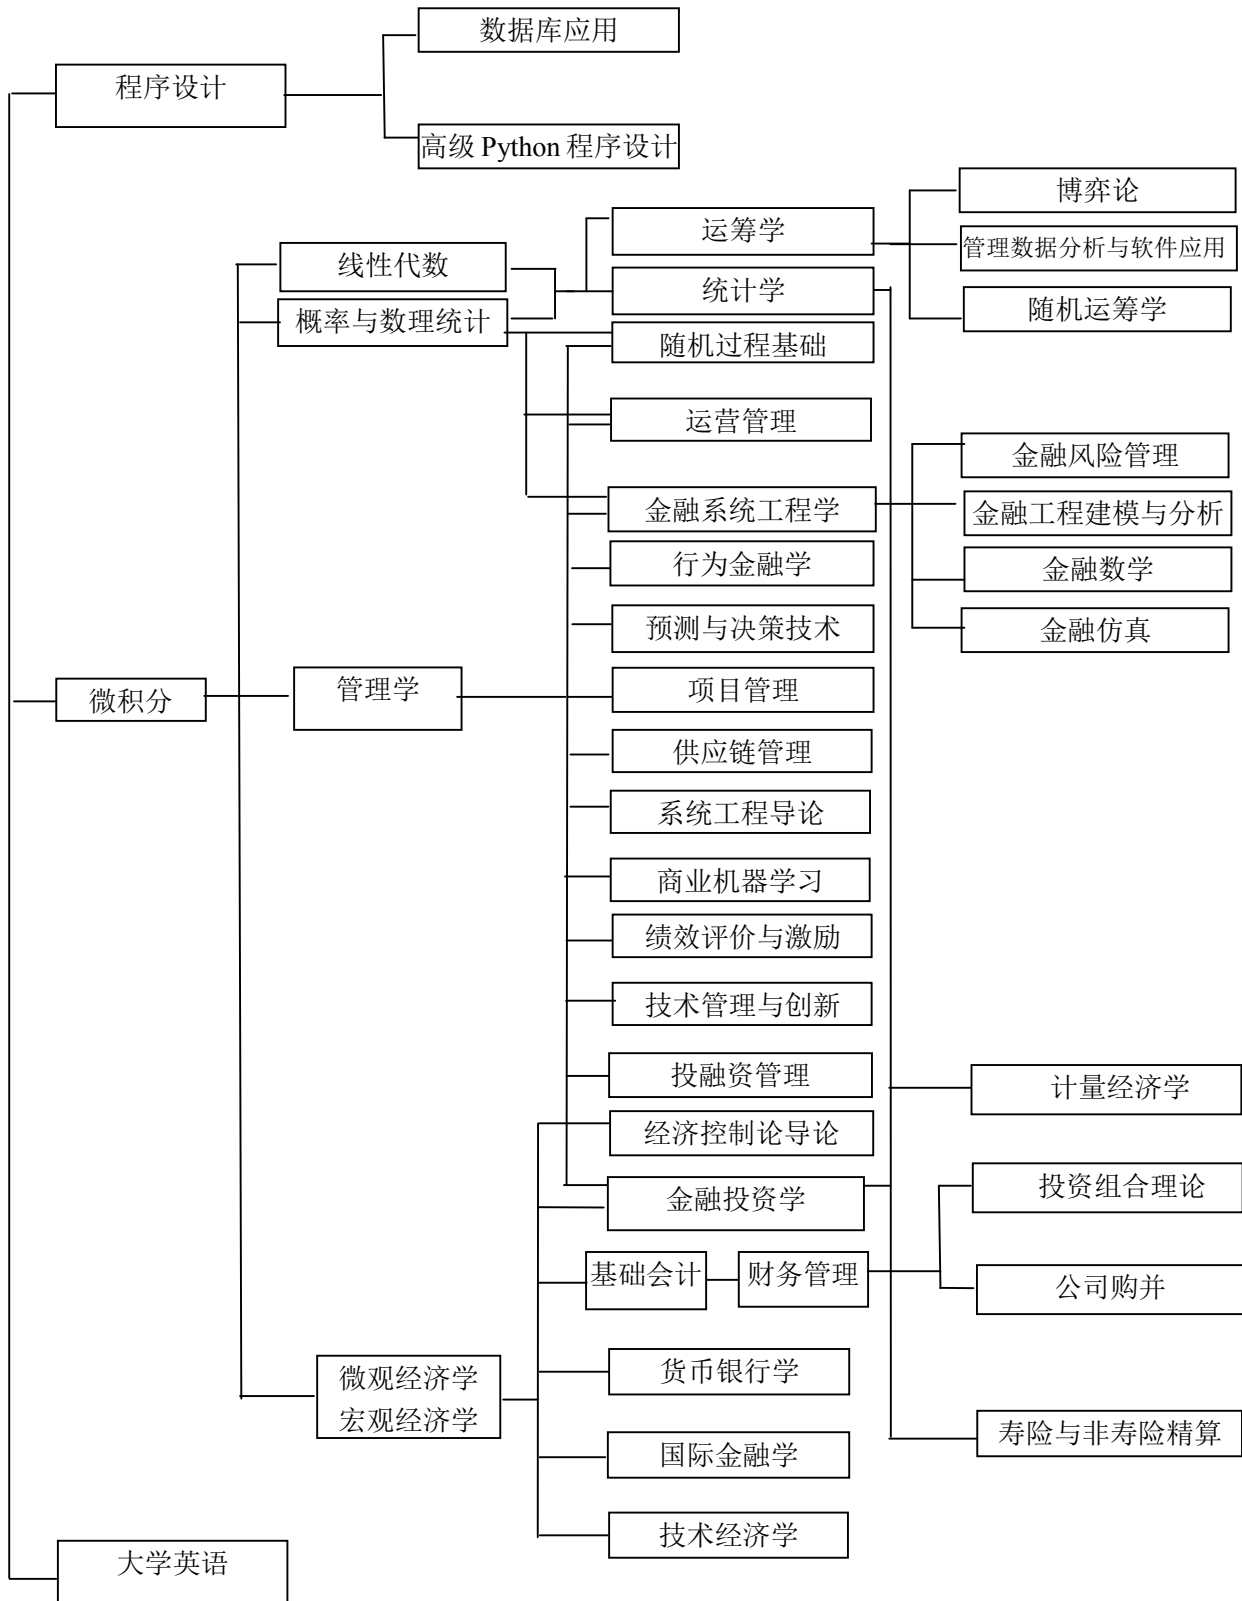 数据库应用
程序设计
高级 Python 程序设计
博弈论
运筹学
管理数据分析与软件应用
线性代数
统计学
随机运筹学
概率与数理统计
随机过程基础
运营管理
金融风险管理
金融系统工程学
金融工程建模与分析
行为金融学
金融数学
预测与决策技术
金融仿真
微积分
管理学
项目管理
供应链管理
系统工程导论
商业机器学习
绩效评价与激励
技术管理与创新
投融资管理
计量经济学
经济控制论导论
金融投资学
投资组合理论
基础会计
财务管理
公司购并
微观经济学
宏观经济学
货币银行学
寿险与非寿险精算
国际金融学
技术经济学
大学英语